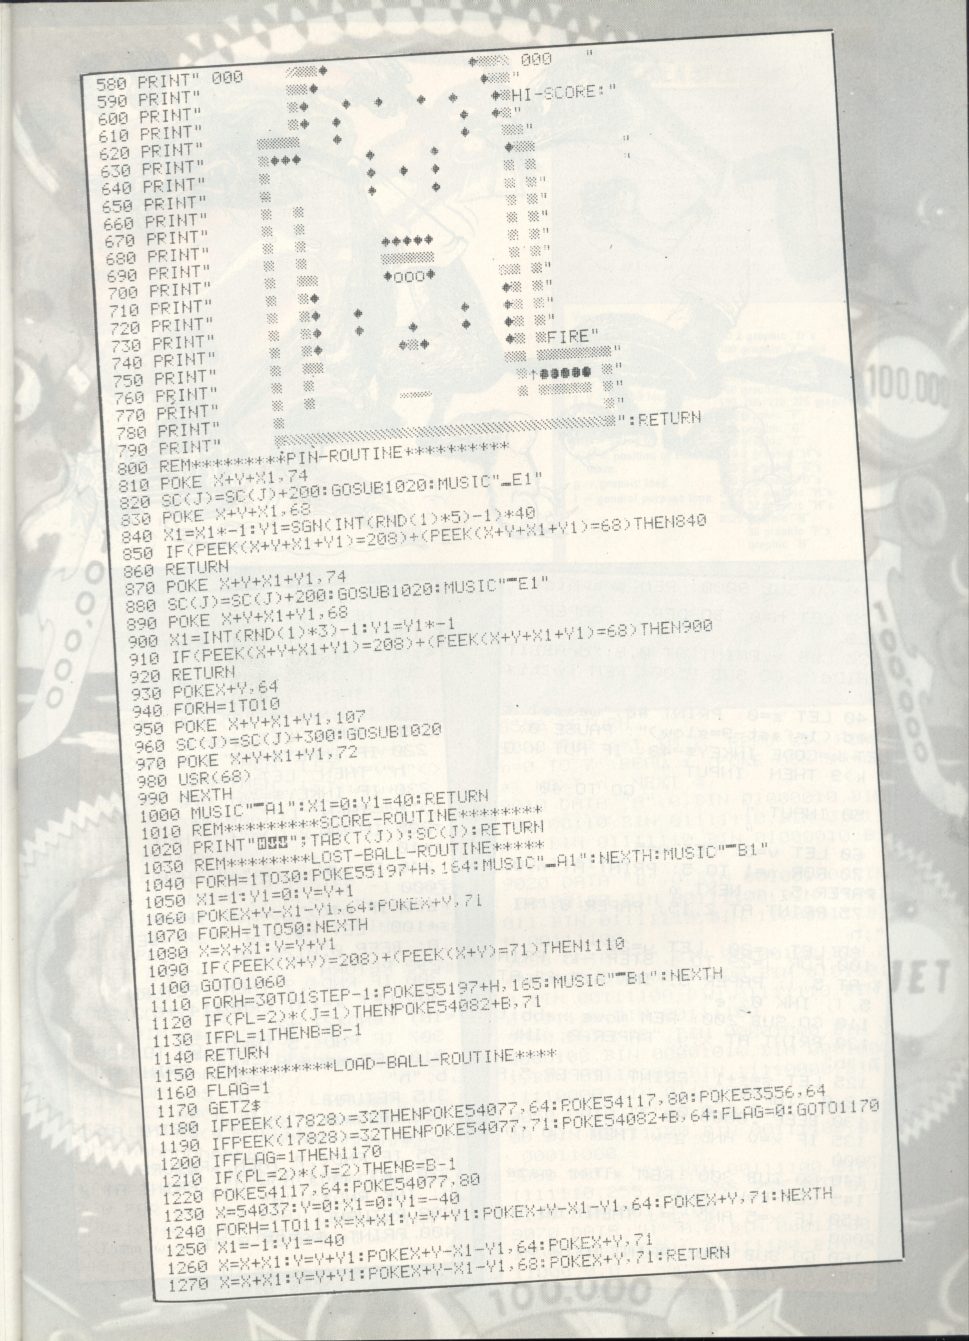 580 PRINT" 000 ▒▒▒◆ ◆▒▒▒ 000 "
590 PRINT" ▒▒◆ ◆▒▒"
600 PRINT" ▒◆ ◆ ◆ ◆ ◆ ◆▒HI-SCORE:"
610 PRINT" ▒◆ ◆ ◆ ◆▒"
620 PRINT" ▒▒▒▒ ◆ ◆ ▒▒" "
630 PRINT" ▒◆◆◆ ◆ ◆ ▒ ▒ "
640 PRINT" ▒ ◆ ◆ ◆ ▒ ▒"
650 PRINT" ▒ ◆ ◆ ▒ ▒"
660 PRINT" ▒ ▒ ▒ ▒"
670 PRINT" ▒ ▒ ▒ ▒"
680 PRINT" ▒ ▒ ◆◆◆◆◆ ▒ ▒"
690 PRINT" ▒ ▒ ▒▒▒▒▒ ▒ ▒"
700 PRINT" ▒ ▒▒ ◆OOO◆ ▒▒ ▒"
710 PRINT" ▒ ▒◆ ◆▒ ▒"
720 PRINT" ▒ ▒◆ ◆ ◆ ◆▒ ▒"
730 PRINT" ▒ ▒◆ ◆ ◆ ◆ ◆▒ ▒"
740 PRINT" ▒ ▒◆ ◆▒◆ ◆▒ ▒FIRE"
750 PRINT" ▒ ▒▒ ▒▒ ▒▒▒▒▒▒▒"
760 PRINT" ▒ ▒ ▒↑●●●●● ▒"
770 PRINT" ▒ ▒ ▒ ▒▒▒▒▒ ▒"
780 PRINT" ▒ ▒"
790 PRINT" ▒▒▒▒▒▒▒▒▒▒▒▒▒▒▒▒▒▒▒▒▒▒▒▒▒▒▒▒▒▒":RETURN
800 REM*********PIN-ROUTINE**********
810 POKE X+Y+X1,74
820 SC(J)=SC(J)+200:GOSUB1020:MUSIC"_E1"
830 POKE X+Y+X1,68
840 X1=X1*-1:Y1=SGN(INT(RND(1)*5)-1)*40
850 IF(PEEK(X+Y+X1+Y1)=208)+(PEEK(X+Y+X1+Y1)=68)THEN840
860 RETURN
870 POKE X+Y+X1+Y1,74
880 SC(J)=SC(J)+200:GOSUB1020:MUSIC"¯E1"
890 POKE X+Y+X1+Y1,68
900 X1=INT(RND(1)*3)-1:Y1=Y1*-1
910 IF(PEEK(X+Y+X1+Y1)=208)+(PEEK(X+Y+X1+Y1)=68)THEN900
920 RETURN
930 POKEX+Y,64
940 FORH=1TO10
950 POKE X+Y+X1+Y1,107
960 SC(J)=SC(J)+300:GOSUB1020
970 POKE X+Y+X1+Y1,72
980 USR(68)
990 NEXTH
1000 MUSIC"¯A1":X1=0:Y1=40:RETURN
1010 REM*********SCORE-ROUTINE********
1020 PRINT"";TAB(T(J));SC(J):RETURN
1030 REM********LOST-BALL-ROUTINE*****
1040 FORH=1TO30:POKE55197+H,164:MUSIC"_A1":NEXTH:MUSIC"¯B1"
1050 X1=1:Y1=0:Y=Y+1
1060 POKEX+Y-X1-Y1,64:POKEX+Y,71
1070 FORH=1TO50:NEXTH
1080 X=X+X1:Y=Y+Y1
1090 IF(PEEK(X+Y)=208)+(PEEK(X+Y)=71)THEN1110
1100 GOTO1060
1110 FORH=30TO1STEP-1:POKE55197+H,165:MUSIC"¯B1":NEXTH
1120 IF(PL=2)*(J=1)THENPOKE54082+B,71
1130 IFPL=1THENB=B-1
1140 RETURN
1150 REM*********LOAD-BALL-ROUTINE****
1160 FLAG=1
1170 GETZ$
1180 IFPEEK(17828)=32THENPOKE54077,64:POKE54117,80:POKE53556,64
1190 IFPEEK(17828)=32THENPOKE54077,71:POKE54082+B,64:FLAG=0:GOTO1170
1200 IFFLAG=1THEN1170
1210 IF(PL=2)*(J=2)THENB=B-1
1220 POKE54117,64:POKE54077,80
1230 X=54037:Y=0:X1=0:Y1=-40
1240 FORH=1TO11:X=X+X1:Y=Y+Y1:POKEX+Y-X1-Y1,64:POKEX+Y,71:NEXTH
1250 X1=-1:Y1=-40
1260 X=X+X1:Y=Y+Y1:POKEX+Y-X1-Y1,64:POKEX+Y,71
1270 X=X+X1:Y=Y+Y1:POKEX+Y-X1-Y1,68:POKEX+Y,71:RETURN
100,000
100,000